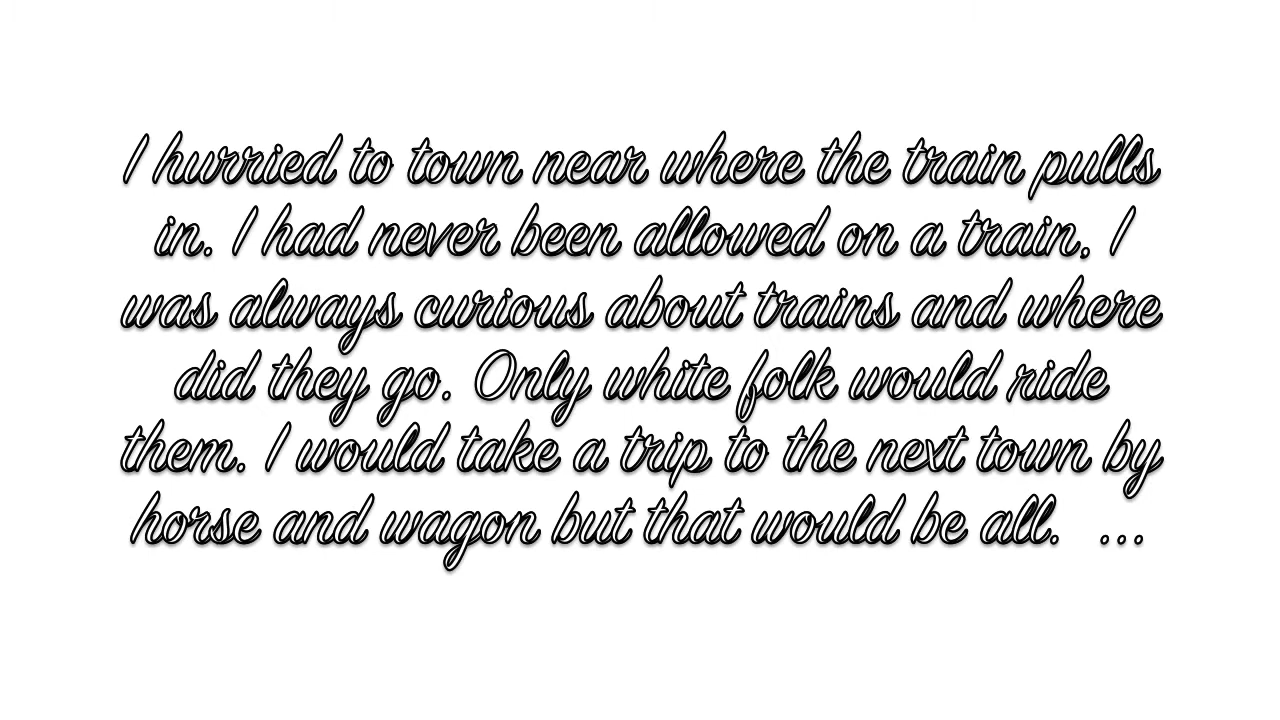 I hurried to town near where the train pulls
in. I had never been allowed on a train. I
was always curious about trains and where
did they go. Only white folk would ride
them. I would take a trip to the next town by
horse and wagon but that would be all.  ...